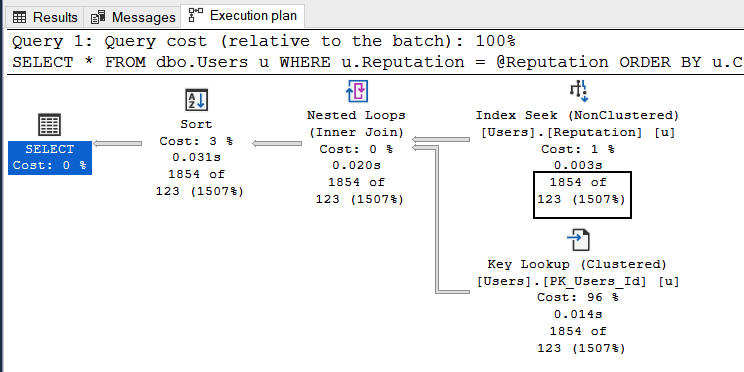 Results Messages Execution plan
Query 1: Query cost (relative to the batch): 100%
SELECT * FROM dbo.Users u WHERE u.Reputation = @Reputation ORDER BY u.C
SELECT
Cost: 0 %
Sort
Cost: 3 %
0.031s
1854 of
123 (1507%)
Nested Loops
(Inner Join)
Cost: 0 %
0.020s
1854 of
123 (1507%)
Index Seek (NonClustered)
[Users].[Reputation] [u]
Cost: 1 %
0.003s
1854 of
123 (1507%)
Key Lookup (Clustered)
[Users].[PK_Users_Id] [u]
Cost: 96 %
0.014s
1854 of
123 (1507%)